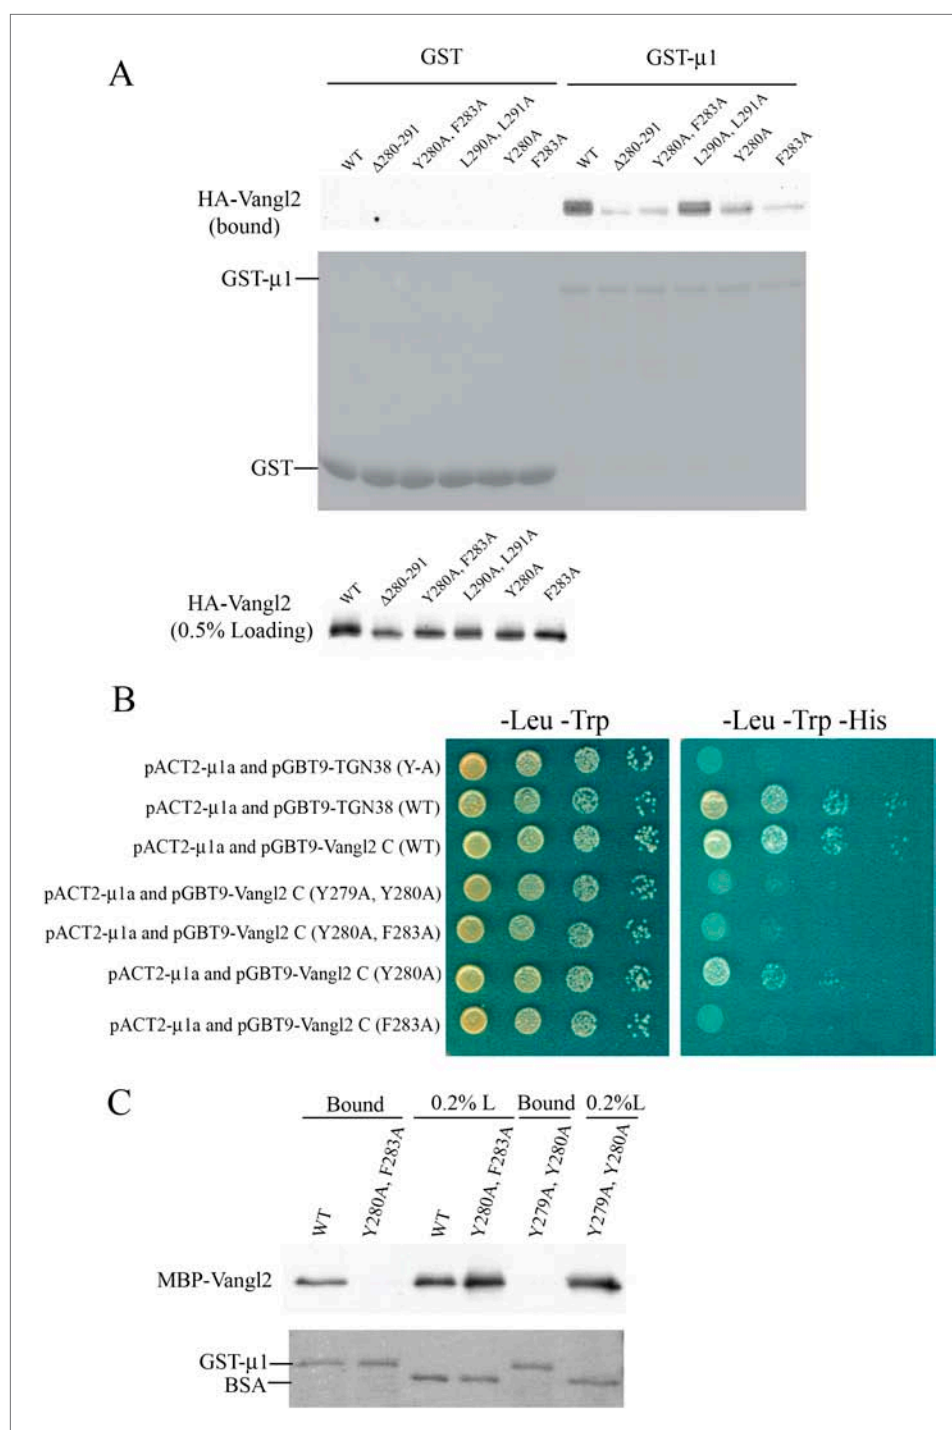 A
GST GST-µ1
WT Δ280-291 Y280A, F283A L290A, L291A Y280A F283A WT Δ280-291 Y280A, F283A L290A, L291A Y280A F283A
HA-Vangl2
(bound)
GST-µ1
GST
WT Δ280-291 Y280A, F283A L290A, L291A Y280A F283A
HA-Vangl2
(0.5% Loading)
B
-Leu -Trp -Leu -Trp -His
pACT2-µ1a and pGBT9-TGN38 (Y-A)
pACT2-µ1a and pGBT9-TGN38 (WT)
pACT2-µ1a and pGBT9-Vangl2 C (WT)
pACT2-µ1a and pGBT9-Vangl2 C (Y279A, Y280A)
pACT2-µ1a and pGBT9-Vangl2 C (Y280A, F283A)
pACT2-µ1a and pGBT9-Vangl2 C (Y280A)
pACT2-µ1a and pGBT9-Vangl2 C (F283A)
C
Bound 0.2% L Bound 0.2%L
WT Y280A, F283A WT Y280A, F283A Y279A, Y280A Y279A, Y280A
MBP-Vangl2
GST-µ1
BSA